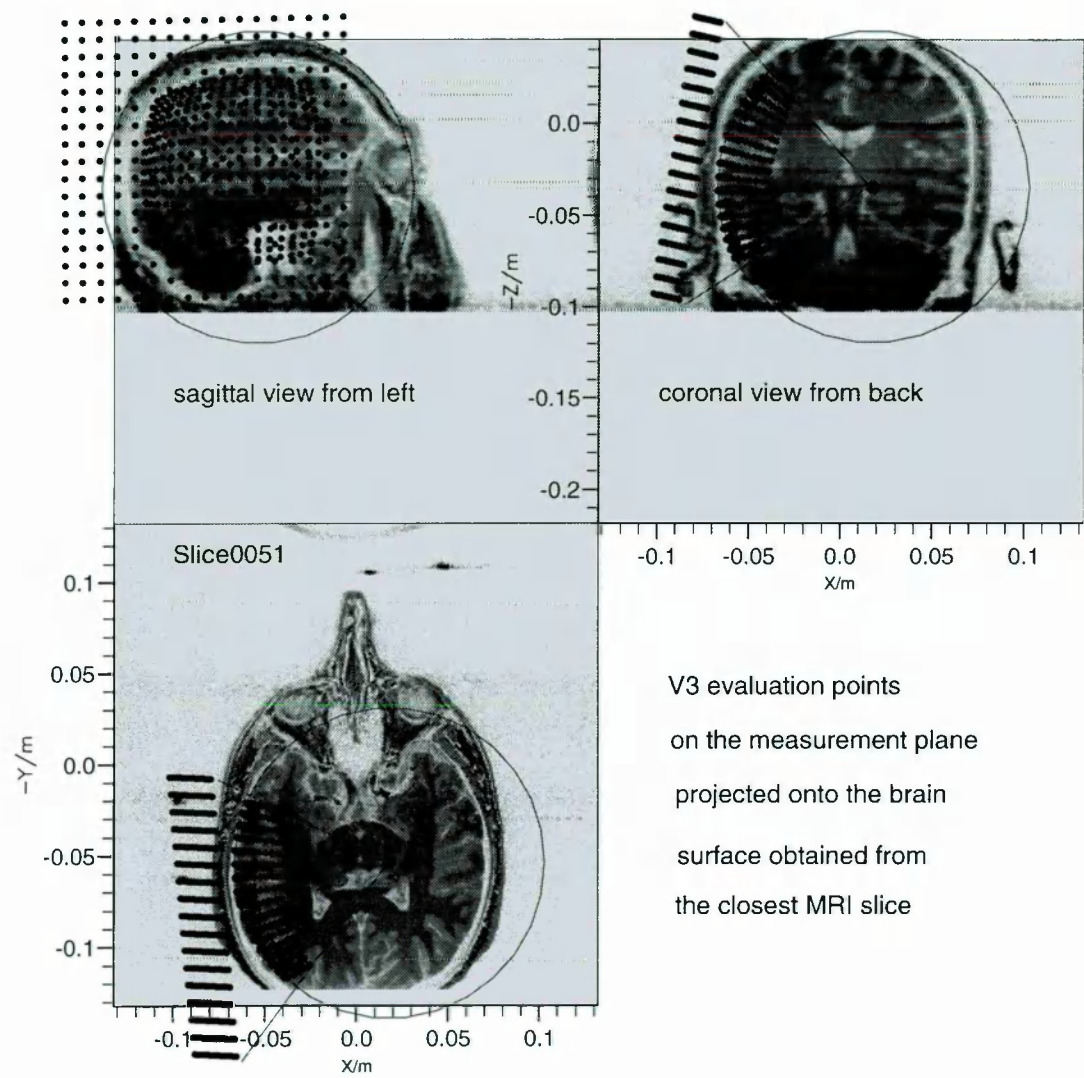 0.0
-0.05
-0.1
-0.15
-0.2
-Z/m
sagittal view from left
coronal view from back
-0.1 -0.05 0.0 0.05 0.1
X/m
Slice0051
0.1
0.05
0.0
-0.05
-0.1
-Y/m
-0.1 -0.05 0.0 0.05 0.1
X/m
V3 evaluation points
on the measurement plane
projected onto the brain
surface obtained from
the closest MRI slice